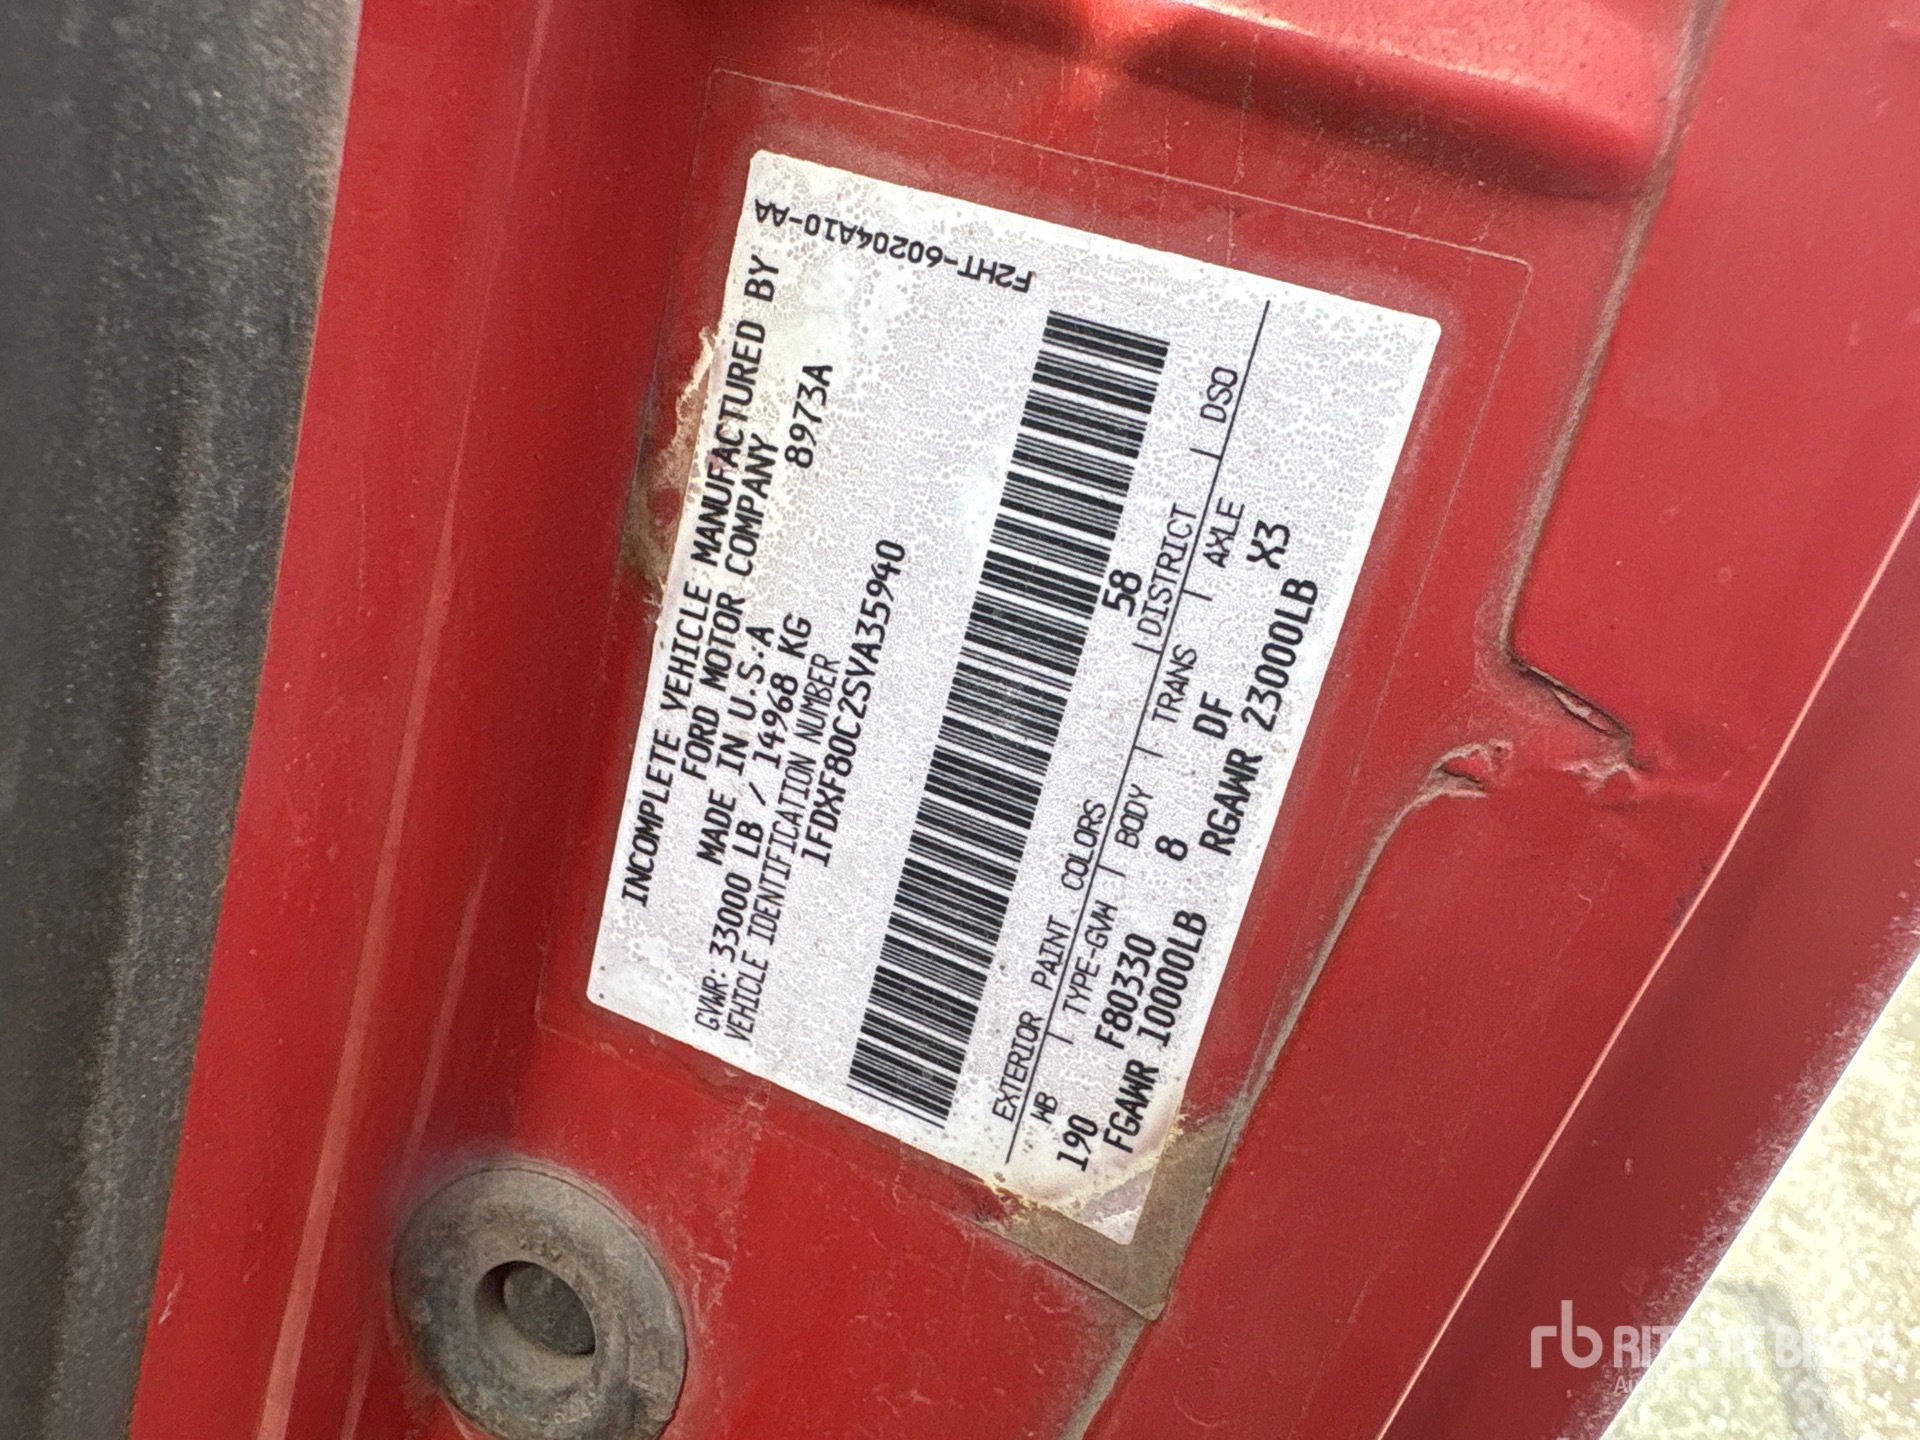 F2HT-60204A10-AA
INCOMPLETE VEHICLE MANUFACTURED BY
FORD MOTOR COMPANY
MADE IN U.S.A 8973A
GVWR: 33000 LB / 14968 KG
VEHICLE IDENTIFICATION NUMBER
1FDXF80C2SVA35940
58
EXTERIOR PAINT COLORS | DISTRICT | DSO
WB | TYPE-GVW | BODY | TRANS | AXLE
190 F80330 8 DF X3
FGAWR 10000LB RGAWR 23000LB
rb RITCHIE BROS